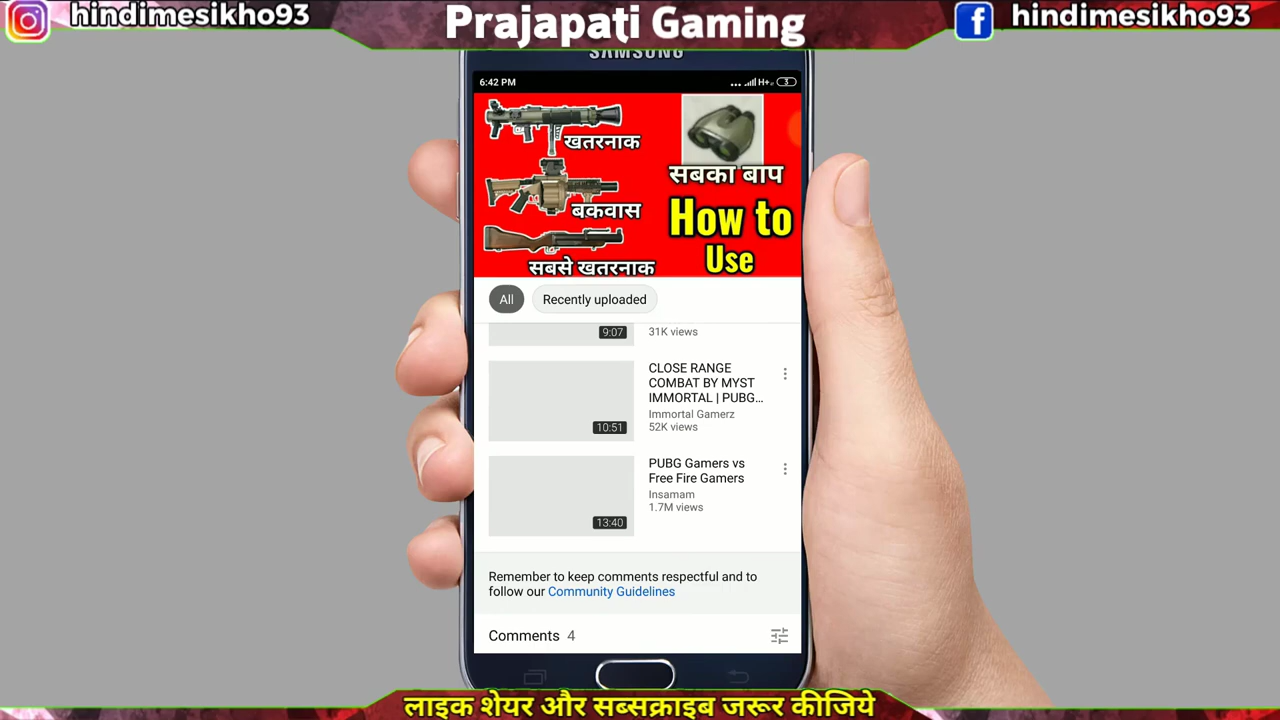 hindimesikho93
Prajapati Gaming
hindimesikho93
SAMSUNG
6:42 PM
H+
3
खतरनाक
बकवास
सबसे खतरनाक
सबका बाप
How to
Use
All
Recently uploaded
9:07
31K views
CLOSE RANGE
COMBAT BY MYST
IMMORTAL | PUBG...
Immortal Gamerz
52K views
10:51
PUBG Gamers vs
Free Fire Gamers
Insamam
1.7M views
13:40
Remember to keep comments respectful and to
follow our Community Guidelines
Comments 4
लाइक शेयर और सब्सक्राइब जरूर कीजिये